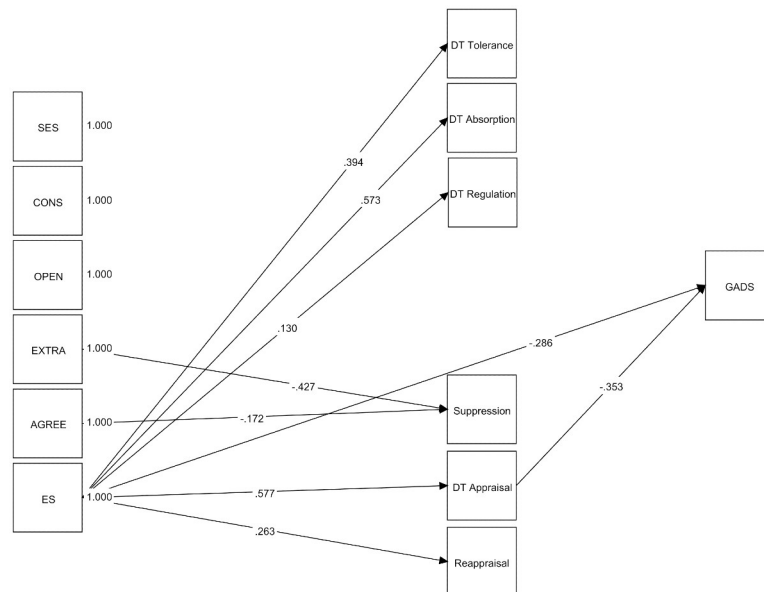 DT Tolerance
SES
1.000
DT Absorption
.394
CONS
1.000
.573
DT Regulation
OPEN
1.000
GADS
.130
EXTRA
1.000
-.286
-.427
-.353
AGREE
1.000
-.172
Suppression
ES
1.000
.577
DT Appraisal
.263
Reappraisal